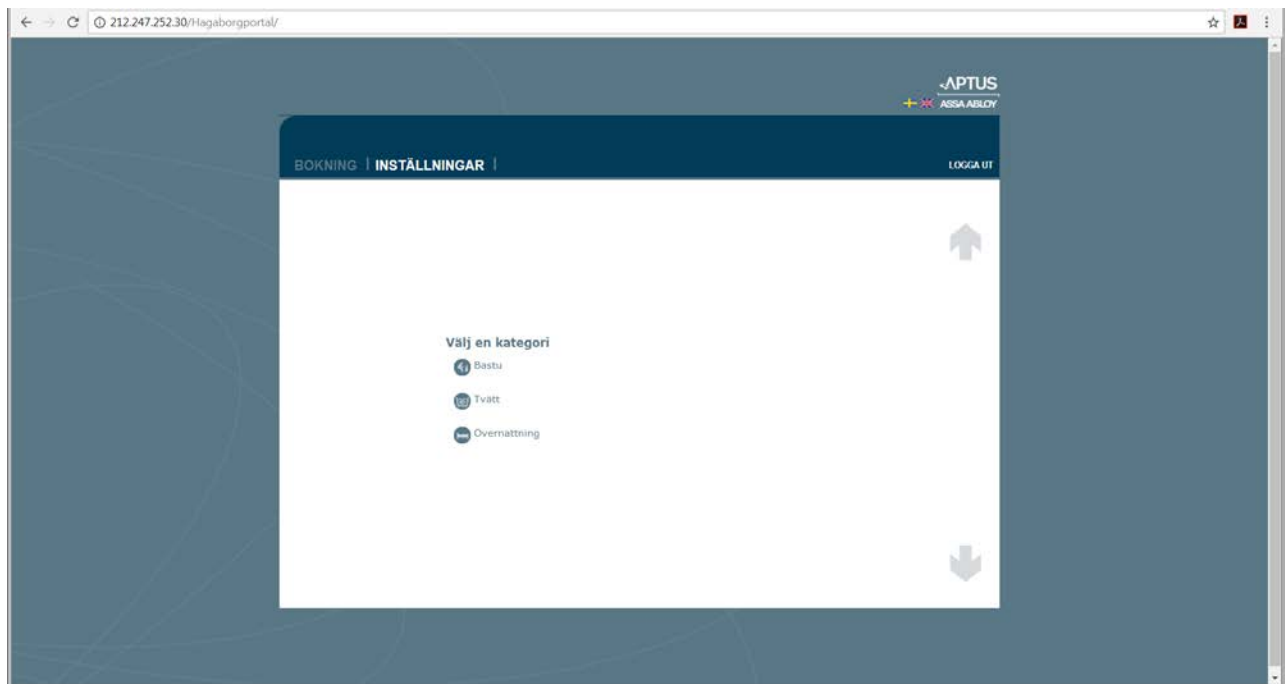 212.247.252.30/Hagaborgportal/
APTUS
ASSA ABLOY
BOKNING | INSTÄLLNINGAR |
LOGGA UT
Välj en kategori
Bastu
Tvatt
Overnattning